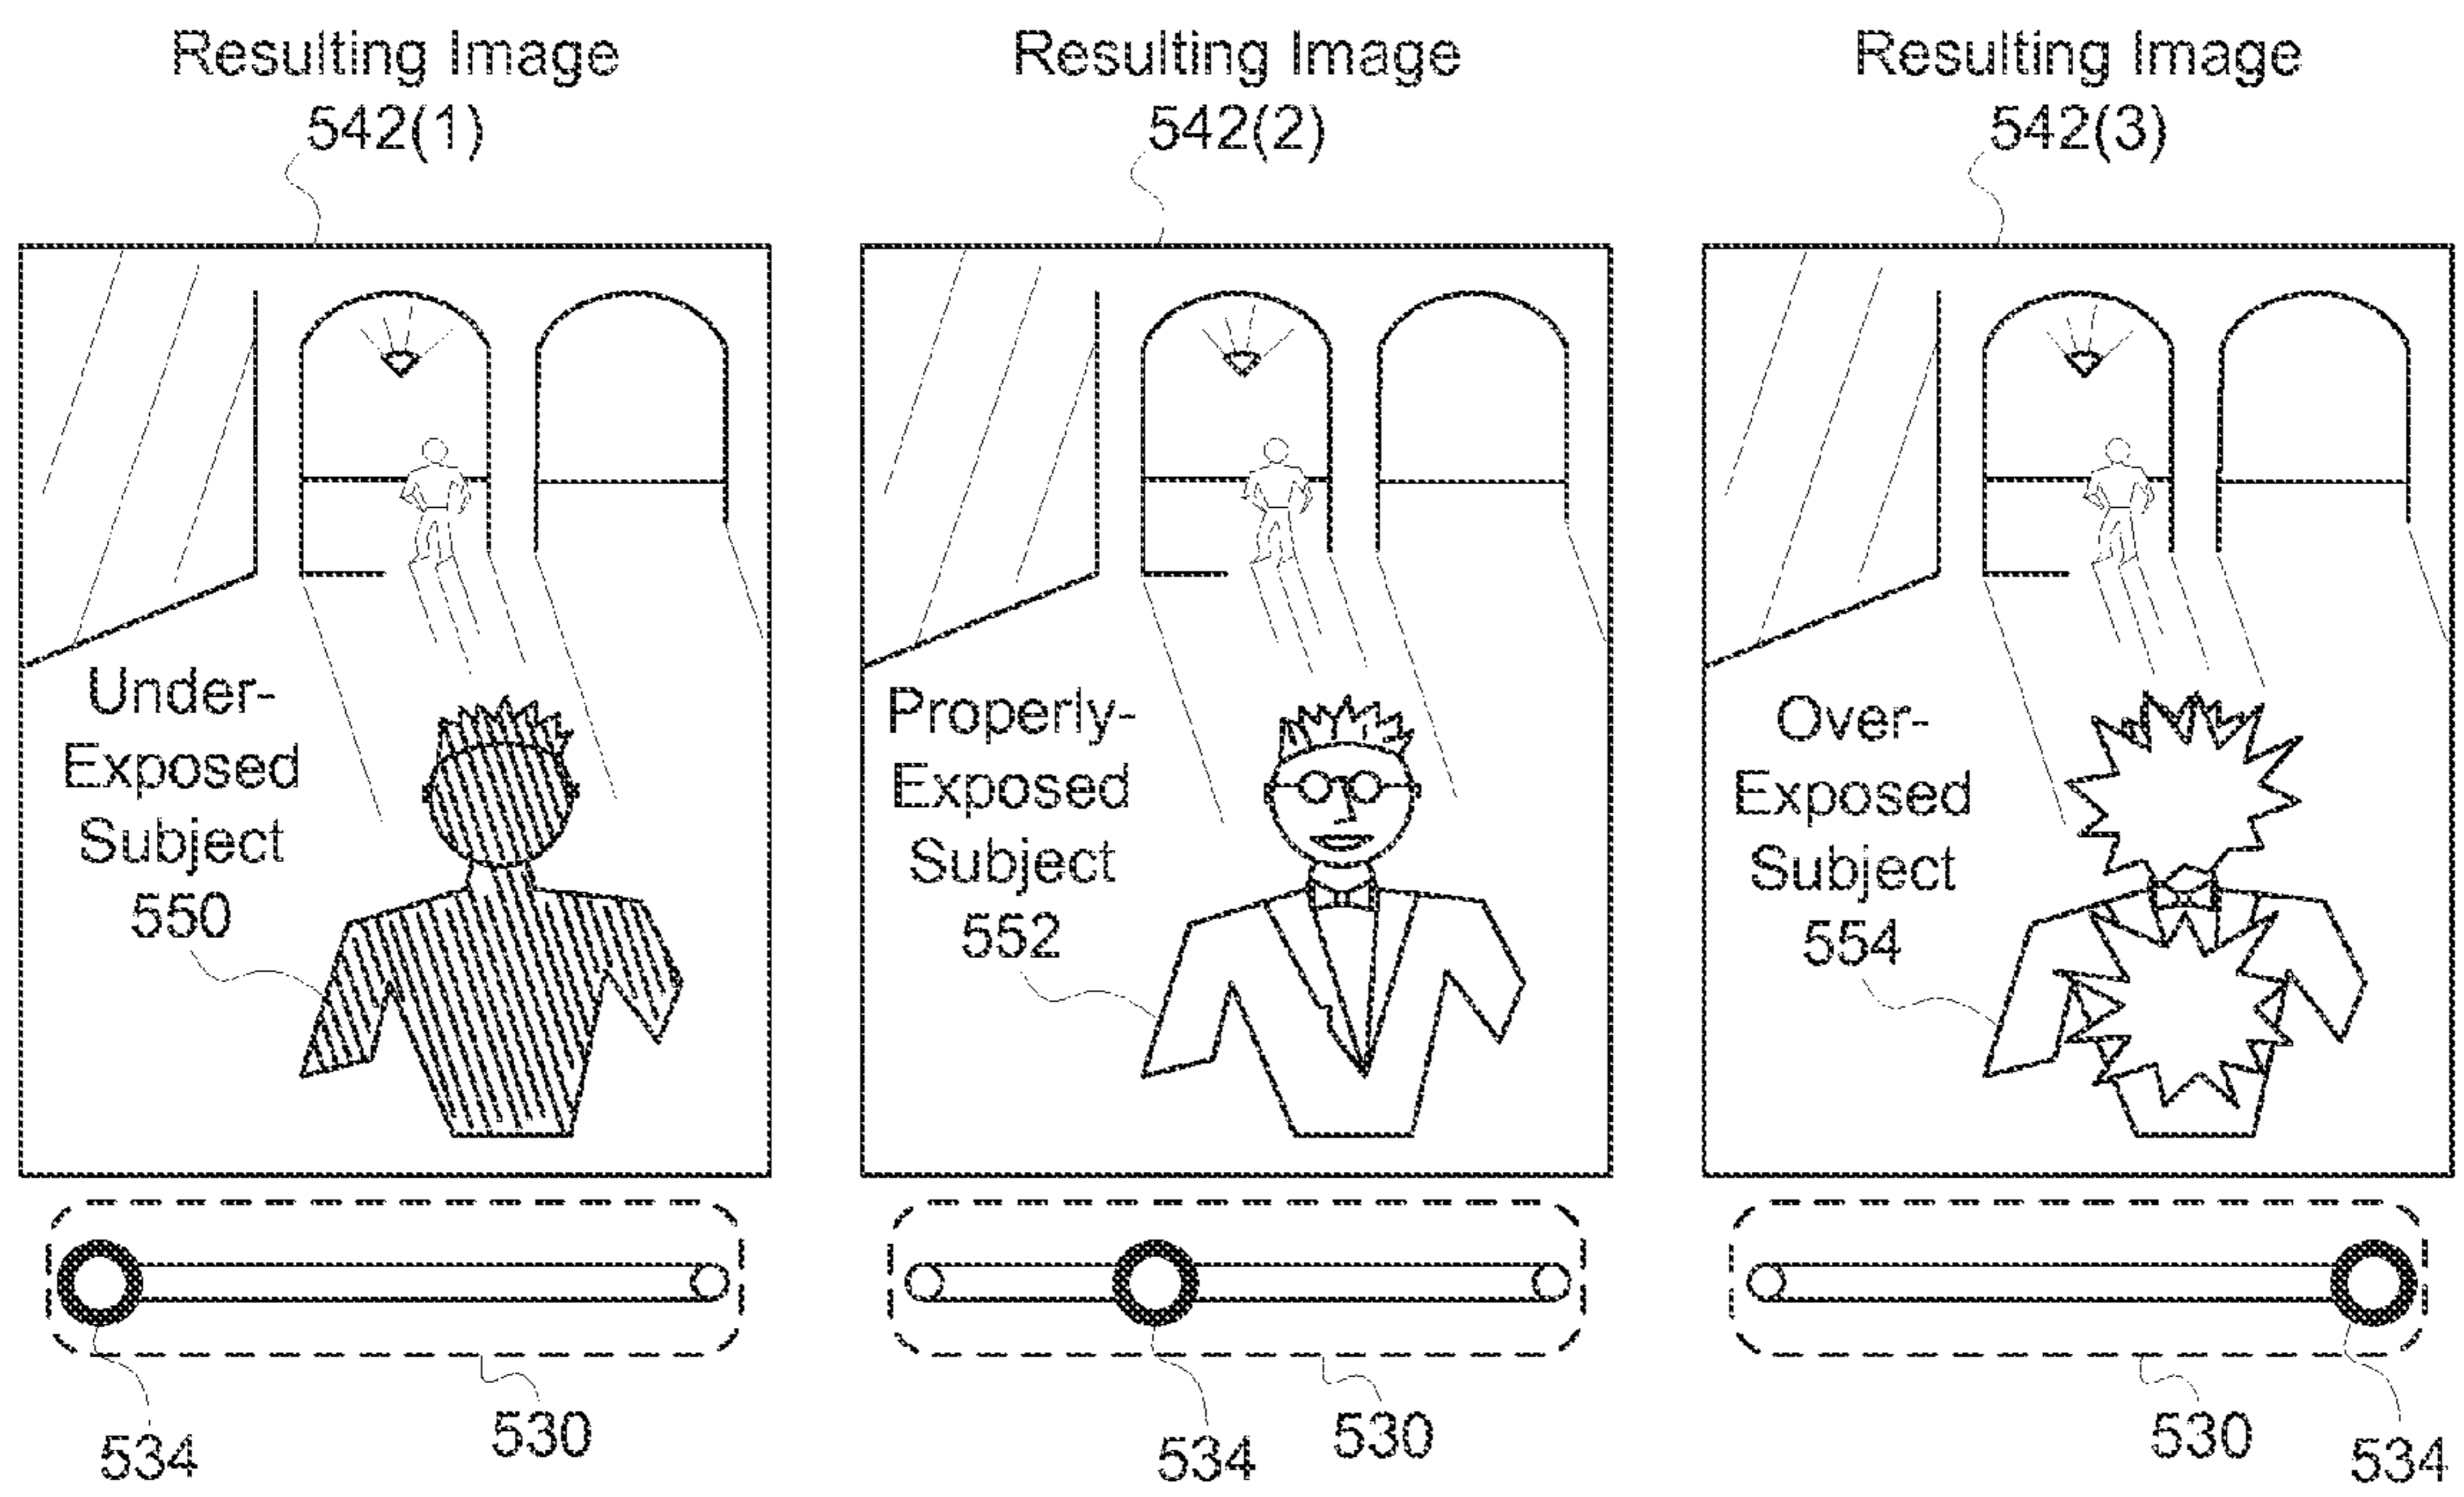 Resulting Image
542(1)
Resulting Image
542(2)
Resulting Image
542(3)
Under-
Exposed
Subject
550
Properly-
Exposed
Subject
552
Over-
Exposed
Subject
554
534
530
534
530
530
534